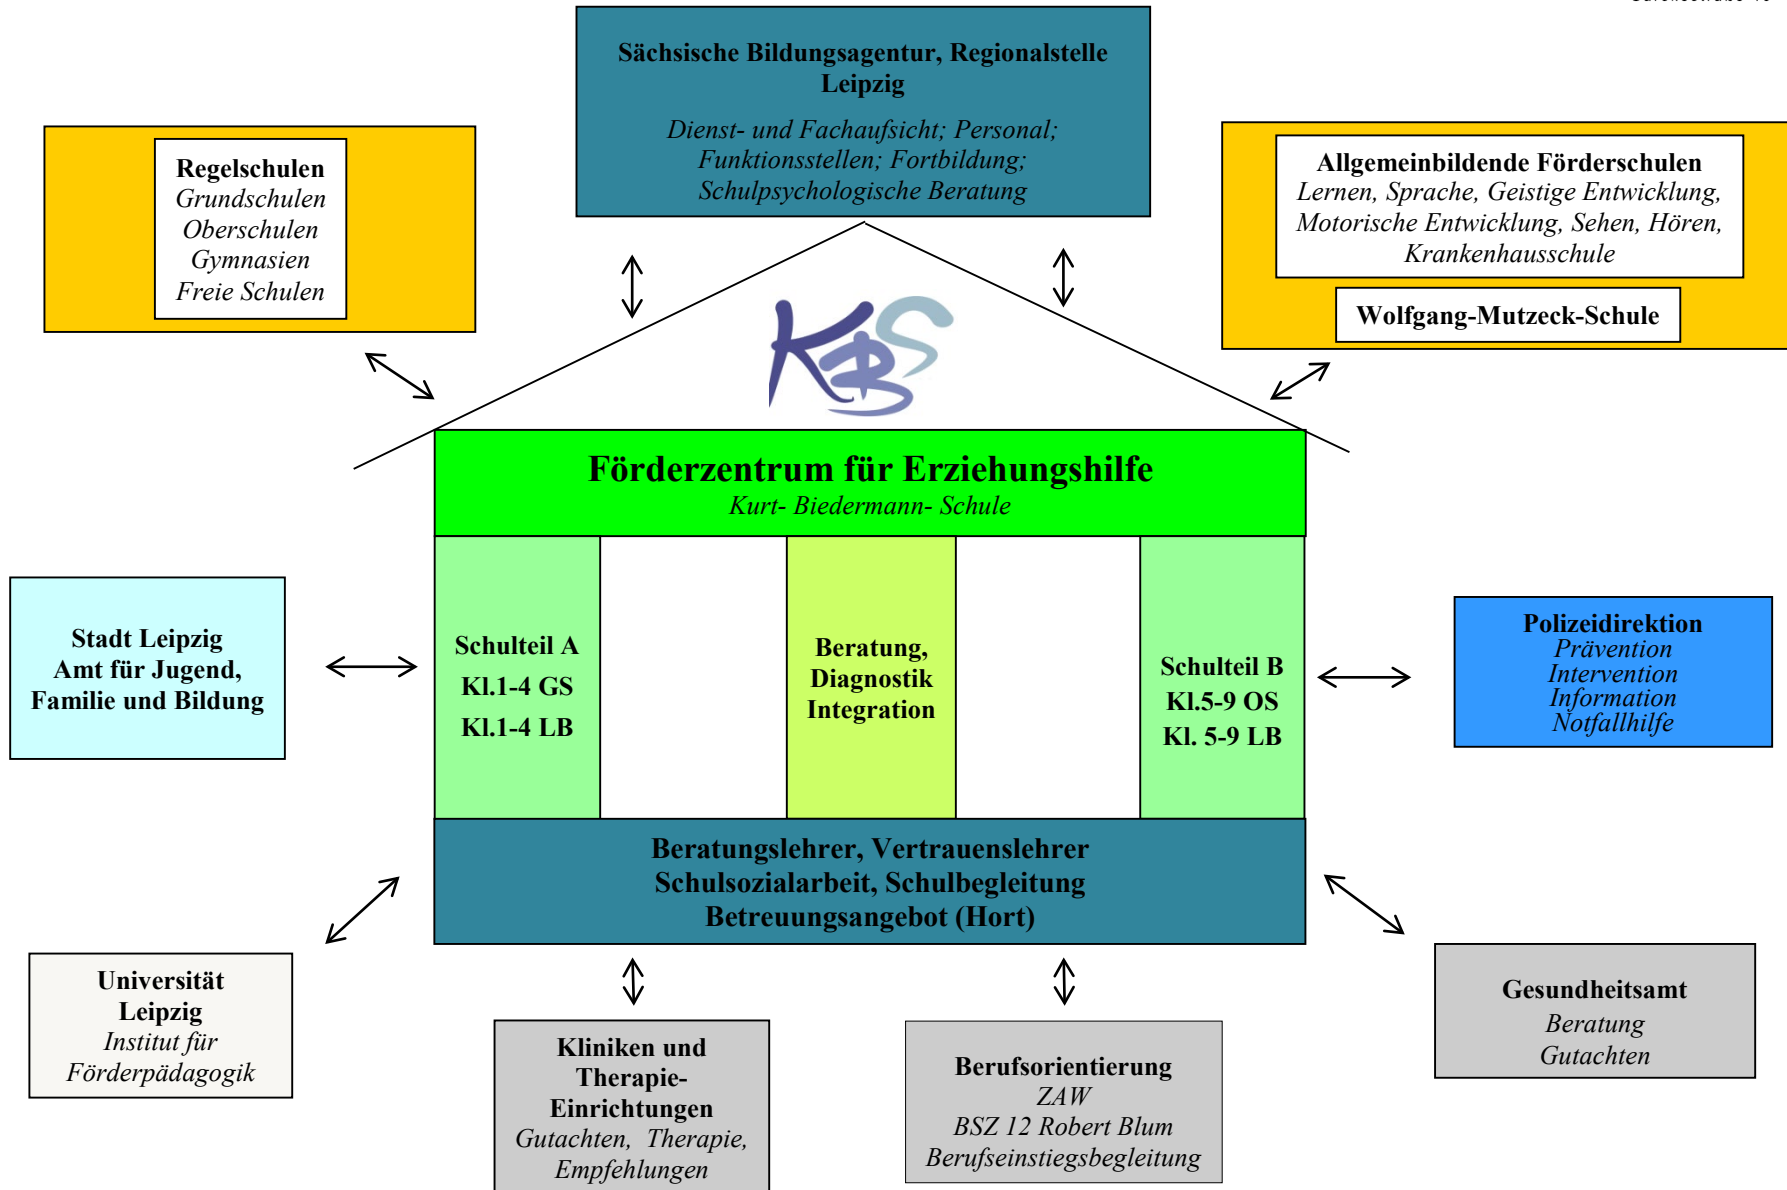 Sächsische Bildungsagentur, Regionalstelle
Leipzig
Dienst- und Fachaufsicht; Personal;
Funktionsstellen; Fortbildung;
Schulpsychologische Beratung
Regelschulen
Grundschulen
Oberschulen
Gymnasien
Freie Schulen
Allgemeinbildende Förderschulen
Lernen, Sprache, Geistige Entwicklung,
Motorische Entwicklung, Sehen, Hören,
Krankenhausschule
Wolfgang-Mutzeck-Schule
KBS
Förderzentrum für Erziehungshilfe
Kurt- Biedermann- Schule
Stadt Leipzig
Amt für Jugend,
Familie und Bildung
Schulteil A
Kl.1-4 GS
Kl.1-4 LB
Beratung,
Diagnostik
Integration
Schulteil B
Kl.5-9 OS
Kl. 5-9 LB
Polizeidirektion
Prävention
Intervention
Information
Notfallhilfe
Beratungslehrer, Vertrauenslehrer
Schulsozialarbeit, Schulbegleitung
Betreuungsangebot (Hort)
Universität
Leipzig
Institut für
Förderpädagogik
Kliniken und
Therapie-
Einrichtungen
Gutachten, Therapie,
Empfehlungen
Berufsorientierung
ZAW
BSZ 12 Robert Blum
Berufseinstiegsbegleitung
Gesundheitsamt
Beratung
Gutachten